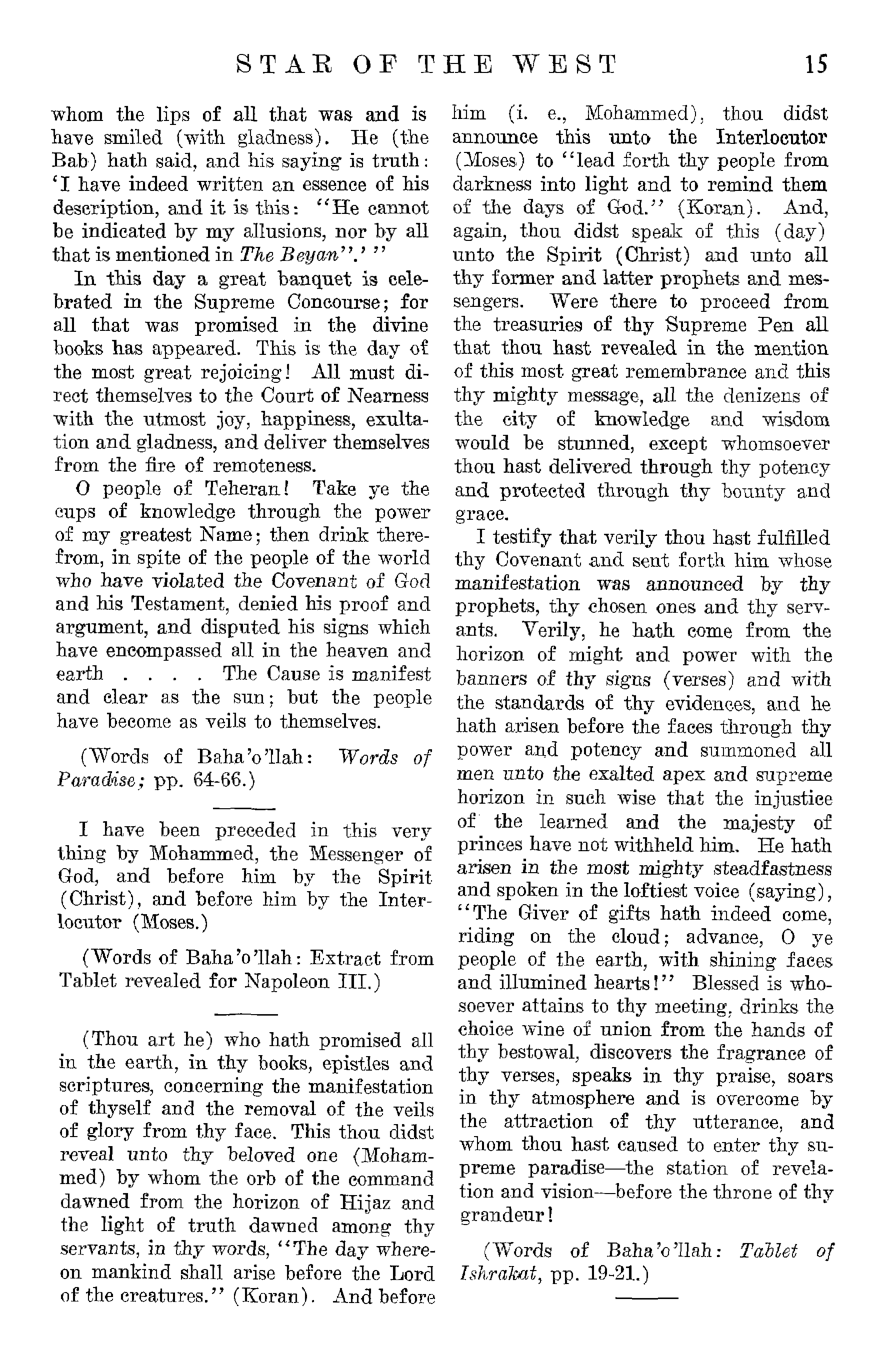 STAR OF THE WEST 15
whom the lips of all that was and is
have smiled (with gladness). He (the
Bab) hath said, and his saying is truth:
'I have indeed written an essence of his
description, and it is this: "He cannot
be indicated by my allusions, nor by all
that is mentioned in The Beyan".' "
In this day a great banquet is cele-
brated in the Supreme Concourse; for
all that was promised in the divine
books has appeared. This is the day of
the most great rejoicing! All must di-
rect themselves to the Court of Nearness
with the utmost joy, happiness, exulta-
tion and gladness, and deliver themselves
from the fire of remoteness.
O people of Teheran! Take ye the
cups of knowledge through the power
of my greatest Name; then drink there-
from, in spite of the people of the world
who have violated the Covenant of God
and his Testament, denied his proof and
argument, and disputed his signs which
have encompassed all in the heaven and
earth . . . . The Cause is manifest
and clear as the sun; but the people
have become as veils to themselves.
(Words of Baha'o'llah: Words of
Paradise; pp. 64-66.)
I have been preceded in this very
thing by Mohammed, the Messenger of
God, and before him by the Spirit
(Christ), and before him by the Inter-
locutor (Moses.)
(Words of Baha'o'llah: Extract from
Tablet revealed for Napoleon III.)
(Thou art he) who hath promised all
in the earth, in thy books, epistles and
scriptures, concerning the manifestation
of thyself and the removal of the veils
of glory from thy face. This thou didst
reveal unto thy beloved one (Moham-
med) by whom the orb of the command
dawned from the horizon of Hijaz and
the light of truth dawned among thy
servants, in thy words, "The day where-
on mankind shall arise before the Lord
of the creatures." (Koran). And before
him (i. e., Mohammed), thou didst
announce this unto the Interlocutor
(Moses) to "lead forth thy people from
darkness into light and to remind them
of the days of God." (Koran). And,
again, thou didst speak of this (day)
unto the Spirit (Christ) and unto all
thy former and latter prophets and mes-
sengers. Were there to proceed from
the treasuries of thy Supreme Pen all
that thou hast revealed in the mention
of this most great remembrance and this
thy mighty message, all the denizens of
the city of knowledge and wisdom
would be stunned, except whomsoever
thou hast delivered through thy potency
and protected through thy bounty and
grace.
I testify that verily thou hast fulfilled
thy Covenant and sent forth him whose
manifestation was announced by thy
prophets, thy chosen ones and thy serv-
ants. Verily, he hath come from the
horizon of might and power with the
banners of thy signs (verses) and with
the standards of thy evidences, and he
hath arisen before the faces through thy
power and potency and summoned all
men unto the exalted apex and supreme
horizon in such wise that the injustice
of the learned and the majesty of
princes have not withheld him. He hath
arisen in the most mighty steadfastness
and spoken in the loftiest voice (saying),
"The Giver of gifts hath indeed come,
riding on the cloud; advance, O ye
people of the earth, with shining faces
and illumined hearts!" Blessed is who-
soever attains to thy meeting, drinks the
choice wine of union from the hands of
thy bestowal, discovers the fragrance of
thy verses, speaks in thy praise, soars
in thy atmosphere and is overcome by
the attraction of thy utterance, and
whom thou hast caused to enter thy su-
preme paradise—the station of revela-
tion and vision—before the throne of thy
grandeur!
(Words of Baha'o'llah: Tablet of
Ishrakat, pp. 19-21.)